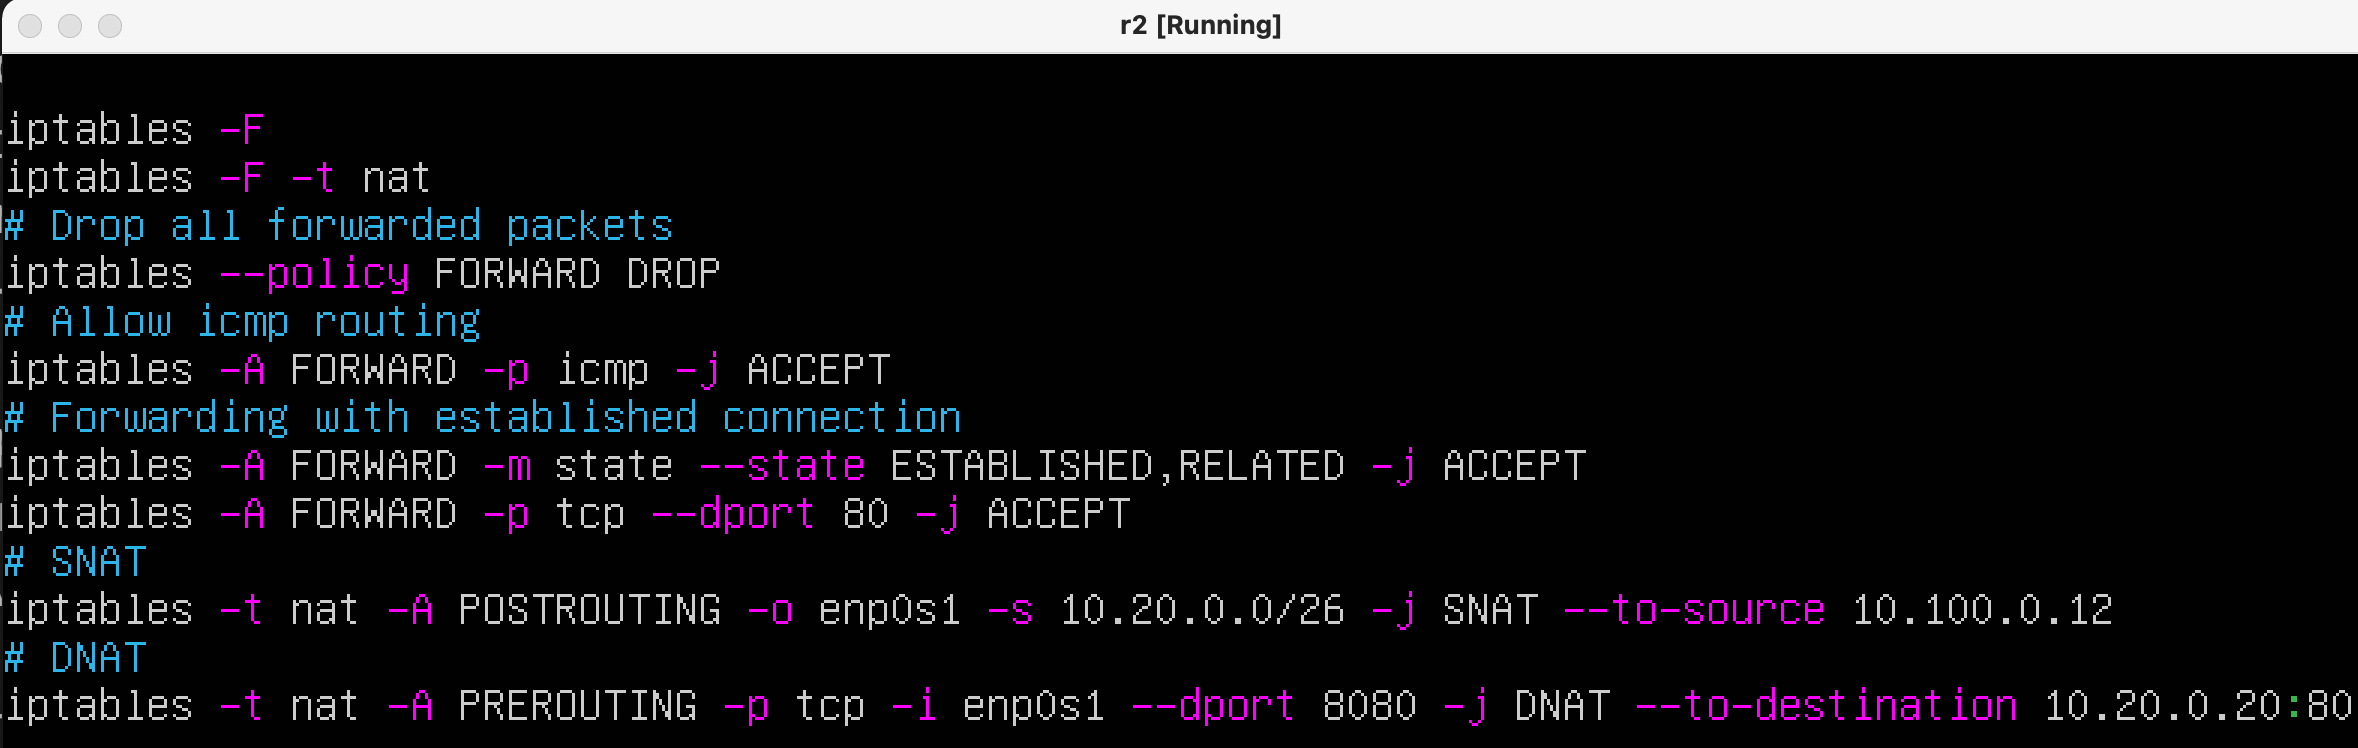 r2 [Running]
iptables -F
iptables -F -t nat
# Drop all forwarded packets
iptables --policy FORWARD DROP
# Allow icmp routing
iptables -A FORWARD -p icmp -j ACCEPT
# Forwarding with established connection
iptables -A FORWARD -m state --state ESTABLISHED,RELATED -j ACCEPT
iptables -A FORWARD -p tcp --dport 80 -j ACCEPT
# SNAT
iptables -t nat -A POSTROUTING -o enp0s1 -s 10.20.0.0/26 -j SNAT --to-source 10.100.0.12
# DNAT
iptables -t nat -A PREROUTING -p tcp -i enp0s1 --dport 8080 -j DNAT --to-destination 10.20.0.20:80